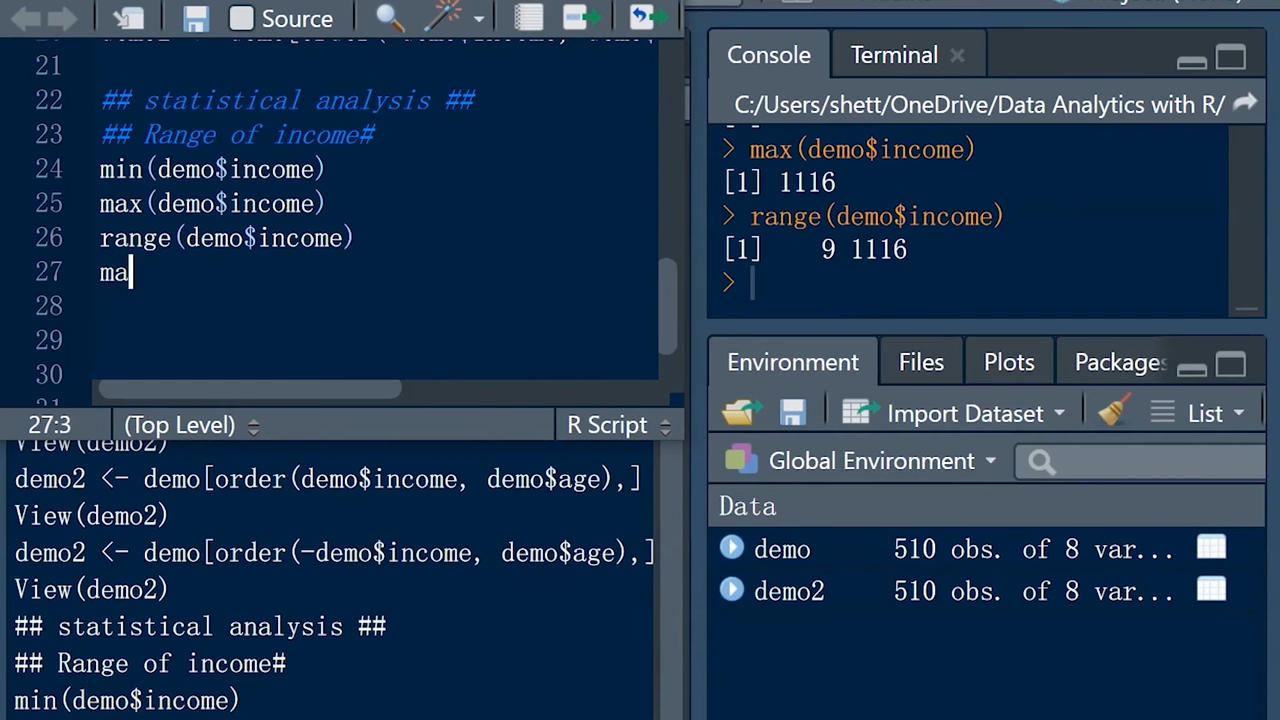 Source
21
22 ## statistical analysis ##
23 ## Range of income#
24 min(demo$income)
25 max(demo$income)
26 range(demo$income)
27 ma
28
29
30
27:3 (Top Level) R Script
View(demo2)
demo2 <- demo[order(demo$income, demo$age),]
View(demo2)
demo2 <- demo[order(-demo$income, demo$age),]
View(demo2)
## statistical analysis ##
## Range of income#
min(demo$income)
Console Terminal
C:/Users/shett/OneDrive/Data Analytics with R/
> max(demo$income)
[1] 1116
> range(demo$income)
[1]    9 1116
>
Environment Files Plots Packages
Import Dataset List
Global Environment
Data
demo 510 obs. of 8 var...
demo2 510 obs. of 8 var...